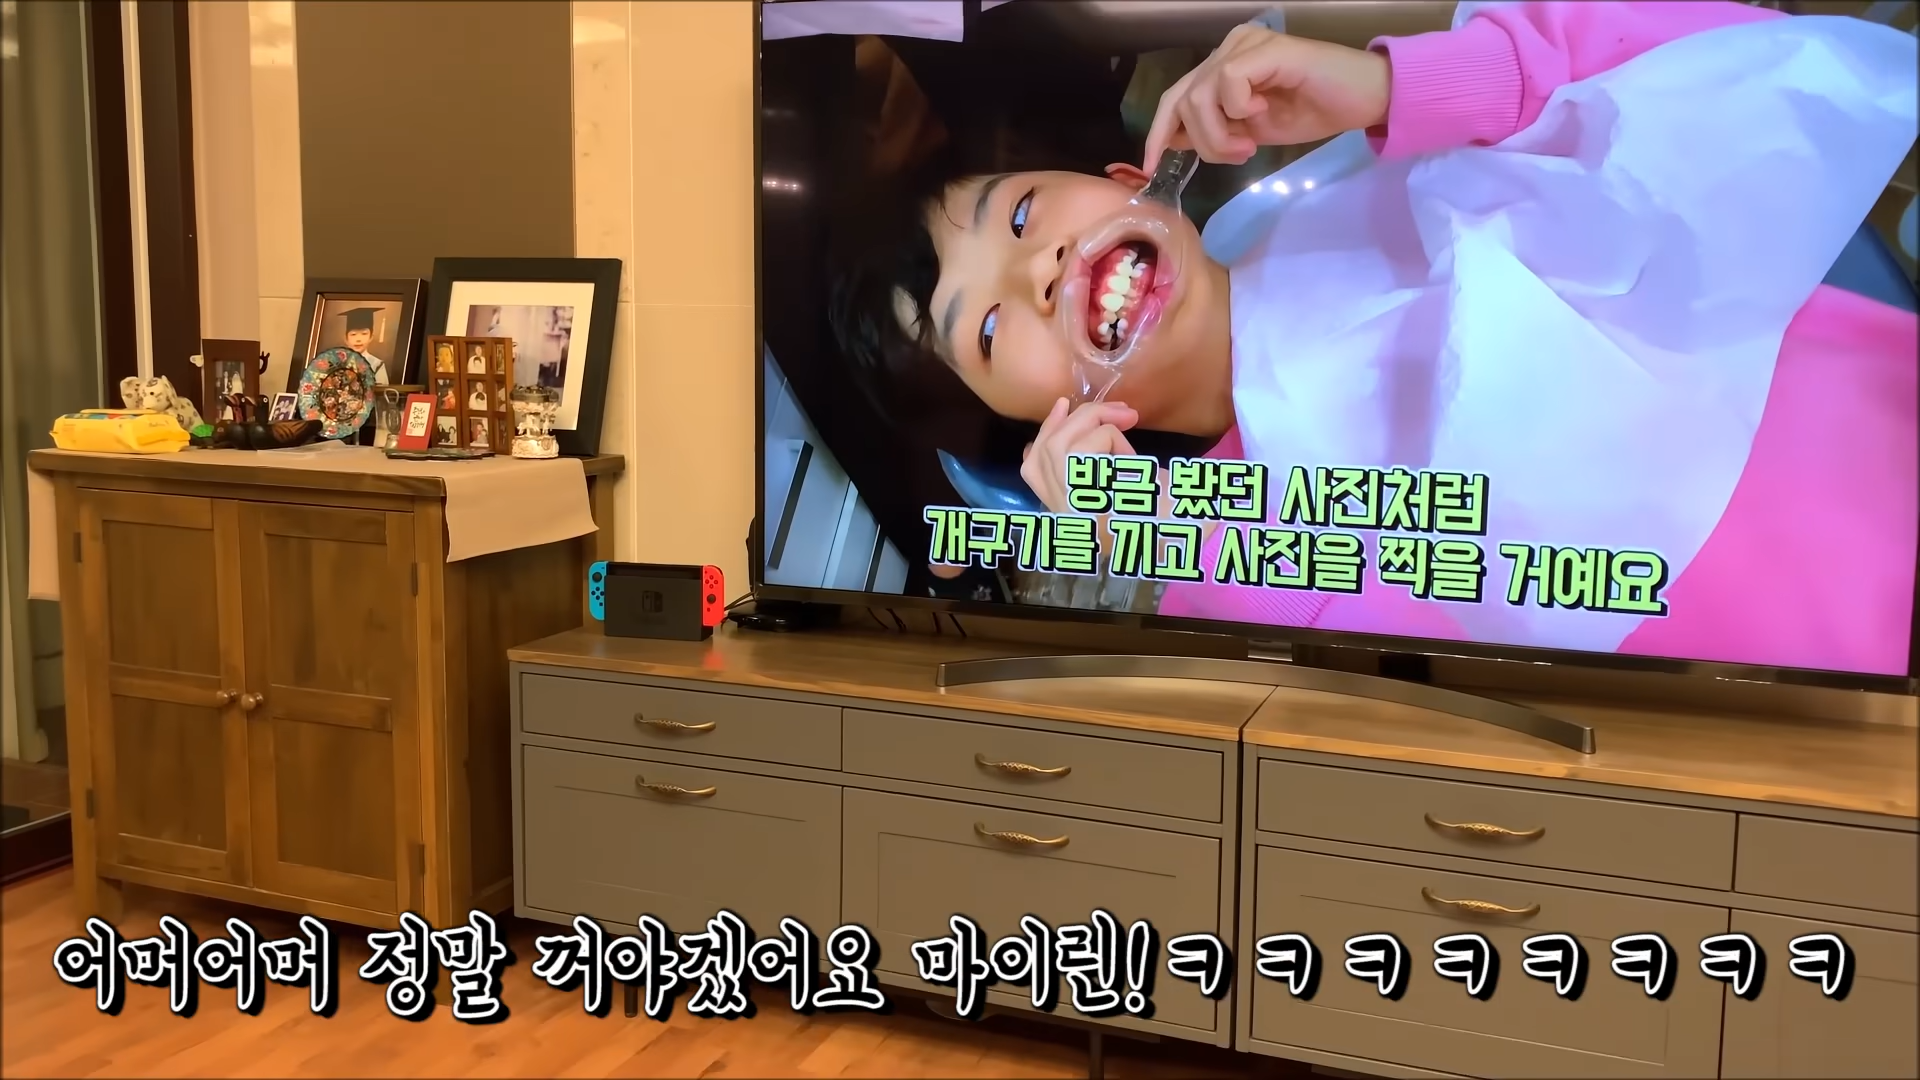 방금 봤던 사진처럼
개구기를 끼고 사진을 찍을 거예요
어머어머 정말 꺼야겠어요 마이린!ㅋㅋㅋㅋㅋㅋㅋㅋ